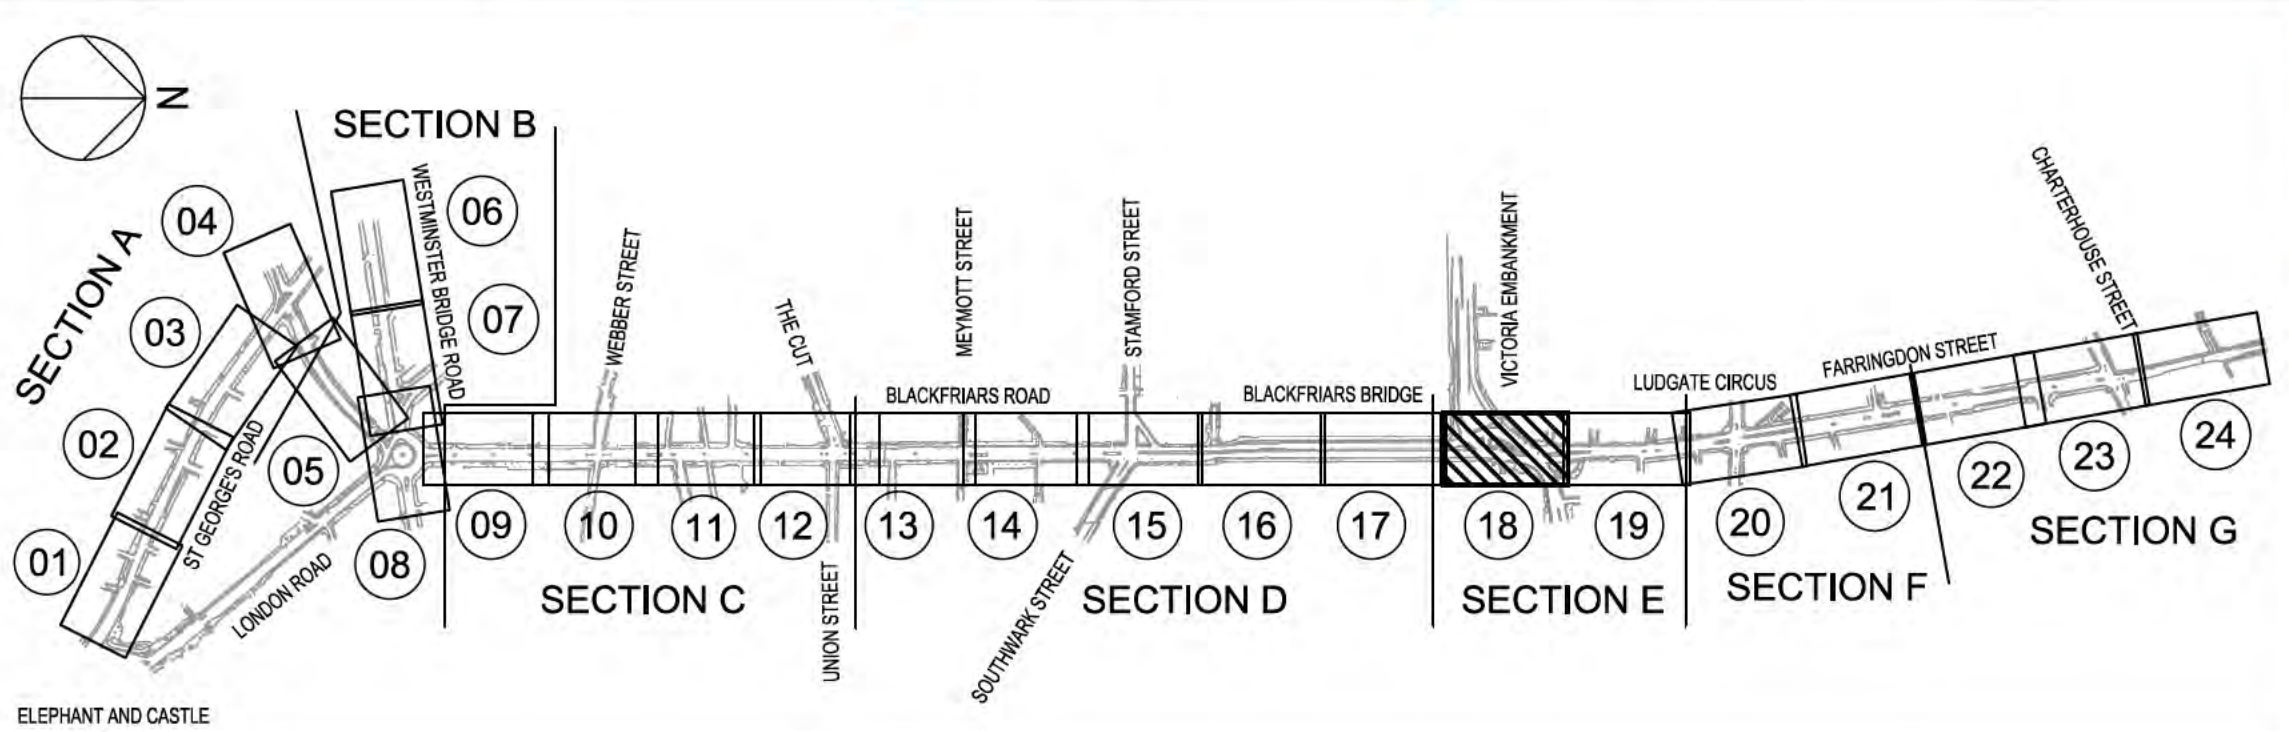 N
SECTION A
SECTION B
01
02
03
04
05
06
07
08
ST GEORGE'S ROAD
LONDON ROAD
WESTMINSTER BRIDGE ROAD
ELEPHANT AND CASTLE
WEBBER STREET
THE CUT
UNION STREET
09
10
11
12
SECTION C
MEYMOTT STREET
STAMFORD STREET
BLACKFRIARS ROAD
BLACKFRIARS BRIDGE
SOUTHWARK STREET
13
14
15
16
17
SECTION D
VICTORIA EMBANKMENT
18
19
SECTION E
LUDGATE CIRCUS
FARRINGDON STREET
20
21
SECTION F
CHARTERHOUSE STREET
22
23
24
SECTION G